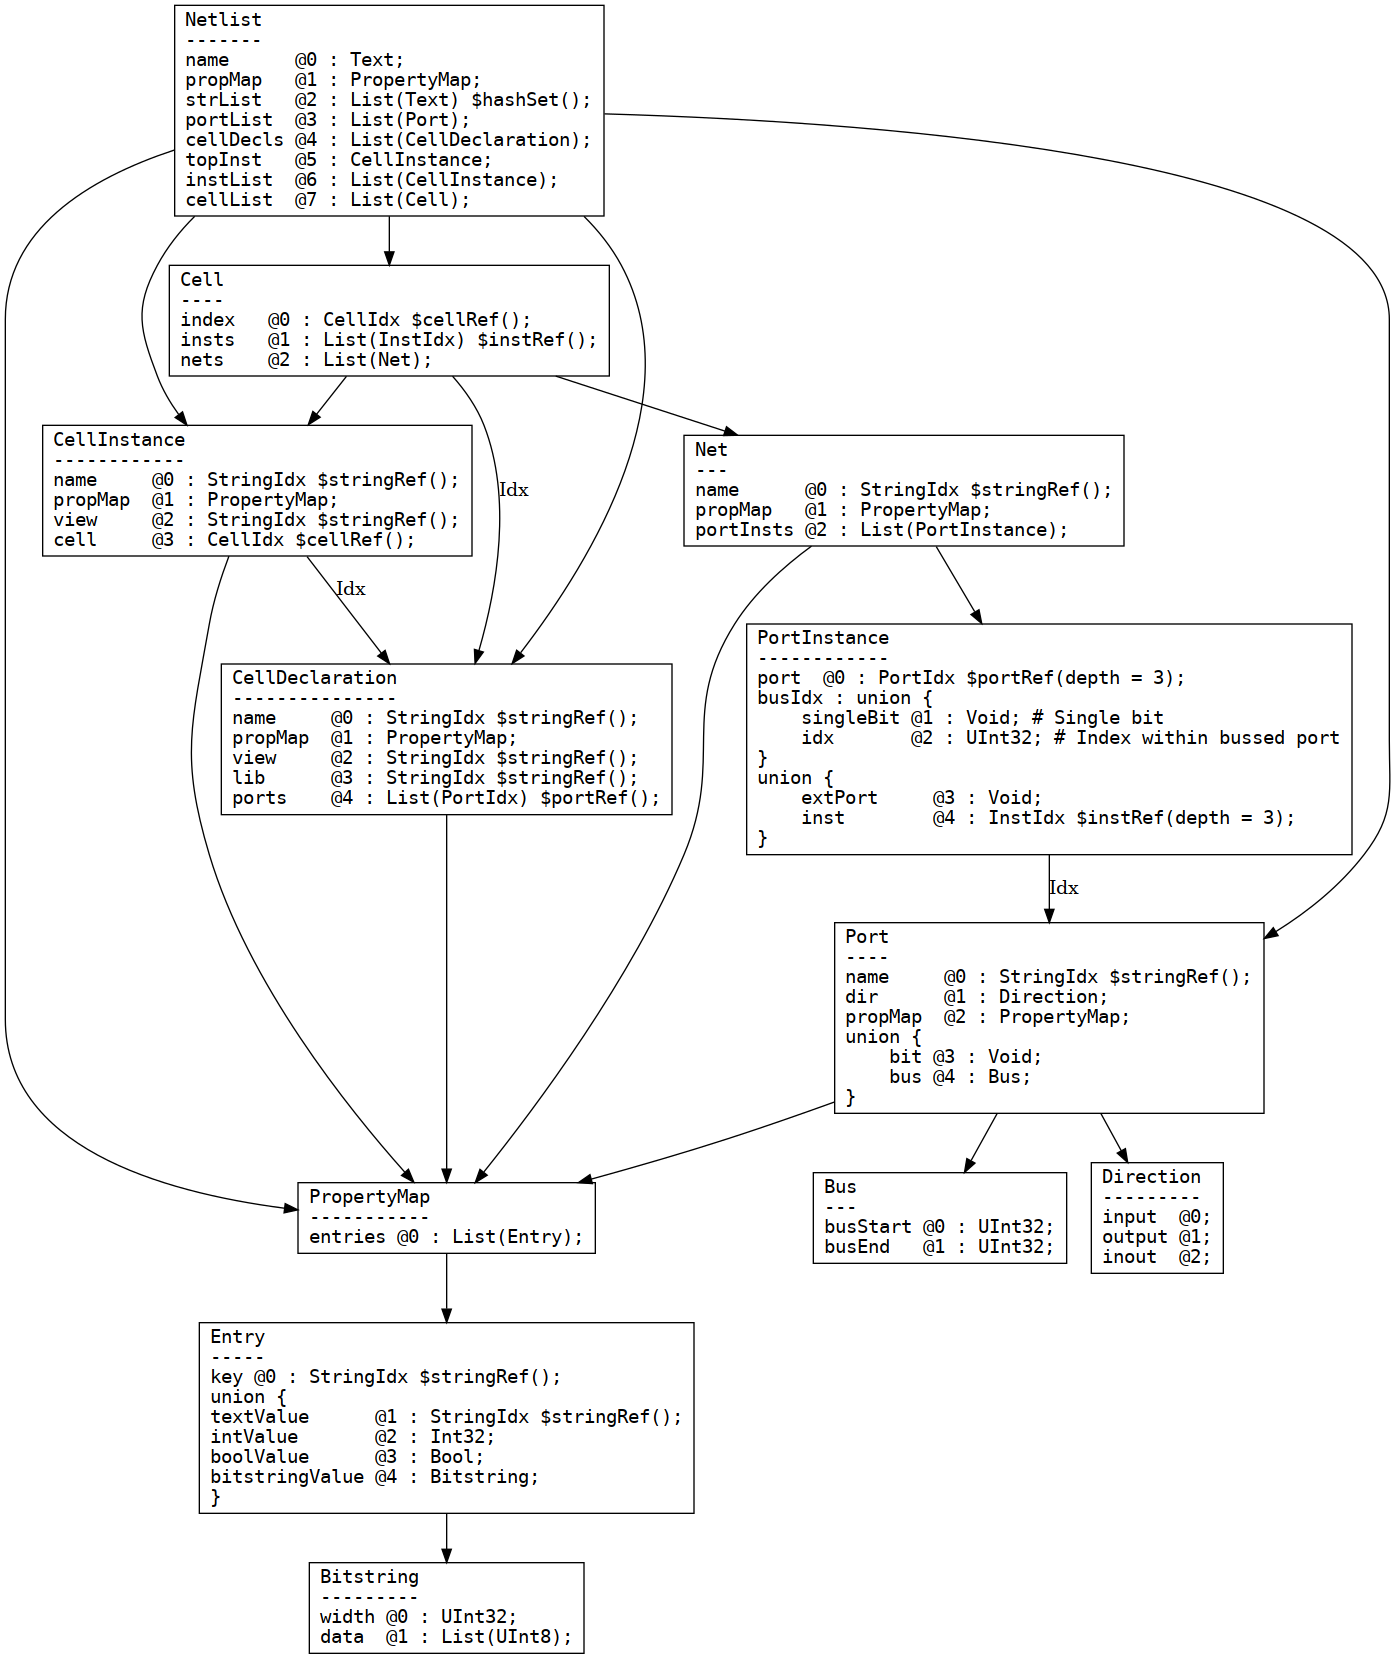 Netlist
-------
name      @0 : Text;
propMap   @1 : PropertyMap;
strList   @2 : List(Text) $hashSet();
portList  @3 : List(Port);
cellDecls @4 : List(CellDeclaration);
topInst   @5 : CellInstance;
instList  @6 : List(CellInstance);
cellList  @7 : List(Cell);
Cell
----
index   @0 : CellIdx $cellRef();
insts   @1 : List(InstIdx) $instRef();
nets    @2 : List(Net);
CellInstance
------------
name     @0 : StringIdx $stringRef();
propMap  @1 : PropertyMap;
view     @2 : StringIdx $stringRef();
cell     @3 : CellIdx $cellRef();
Idx
Net
---
name      @0 : StringIdx $stringRef();
propMap   @1 : PropertyMap;
portInsts @2 : List(PortInstance);
Idx
CellDeclaration
---------------
name     @0 : StringIdx $stringRef();
propMap  @1 : PropertyMap;
view     @2 : StringIdx $stringRef();
lib      @3 : StringIdx $stringRef();
ports    @4 : List(PortIdx) $portRef();
PortInstance
------------
port  @0 : PortIdx $portRef(depth = 3);
busIdx : union {
    singleBit @1 : Void; # Single bit
    idx       @2 : UInt32; # Index within bussed port
}
union {
    extPort     @3 : Void;
    inst        @4 : InstIdx $instRef(depth = 3);
}
Idx
Port
----
name     @0 : StringIdx $stringRef();
dir      @1 : Direction;
propMap  @2 : PropertyMap;
union {
    bit @3 : Void;
    bus @4 : Bus;
}
PropertyMap
-----------
entries @0 : List(Entry);
Bus
---
busStart @0 : UInt32;
busEnd   @1 : UInt32;
Direction
---------
input  @0;
output @1;
inout  @2;
Entry
-----
key @0 : StringIdx $stringRef();
union {
textValue      @1 : StringIdx $stringRef();
intValue       @2 : Int32;
boolValue      @3 : Bool;
bitstringValue @4 : Bitstring;
}
Bitstring
---------
width @0 : UInt32;
data  @1 : List(UInt8);